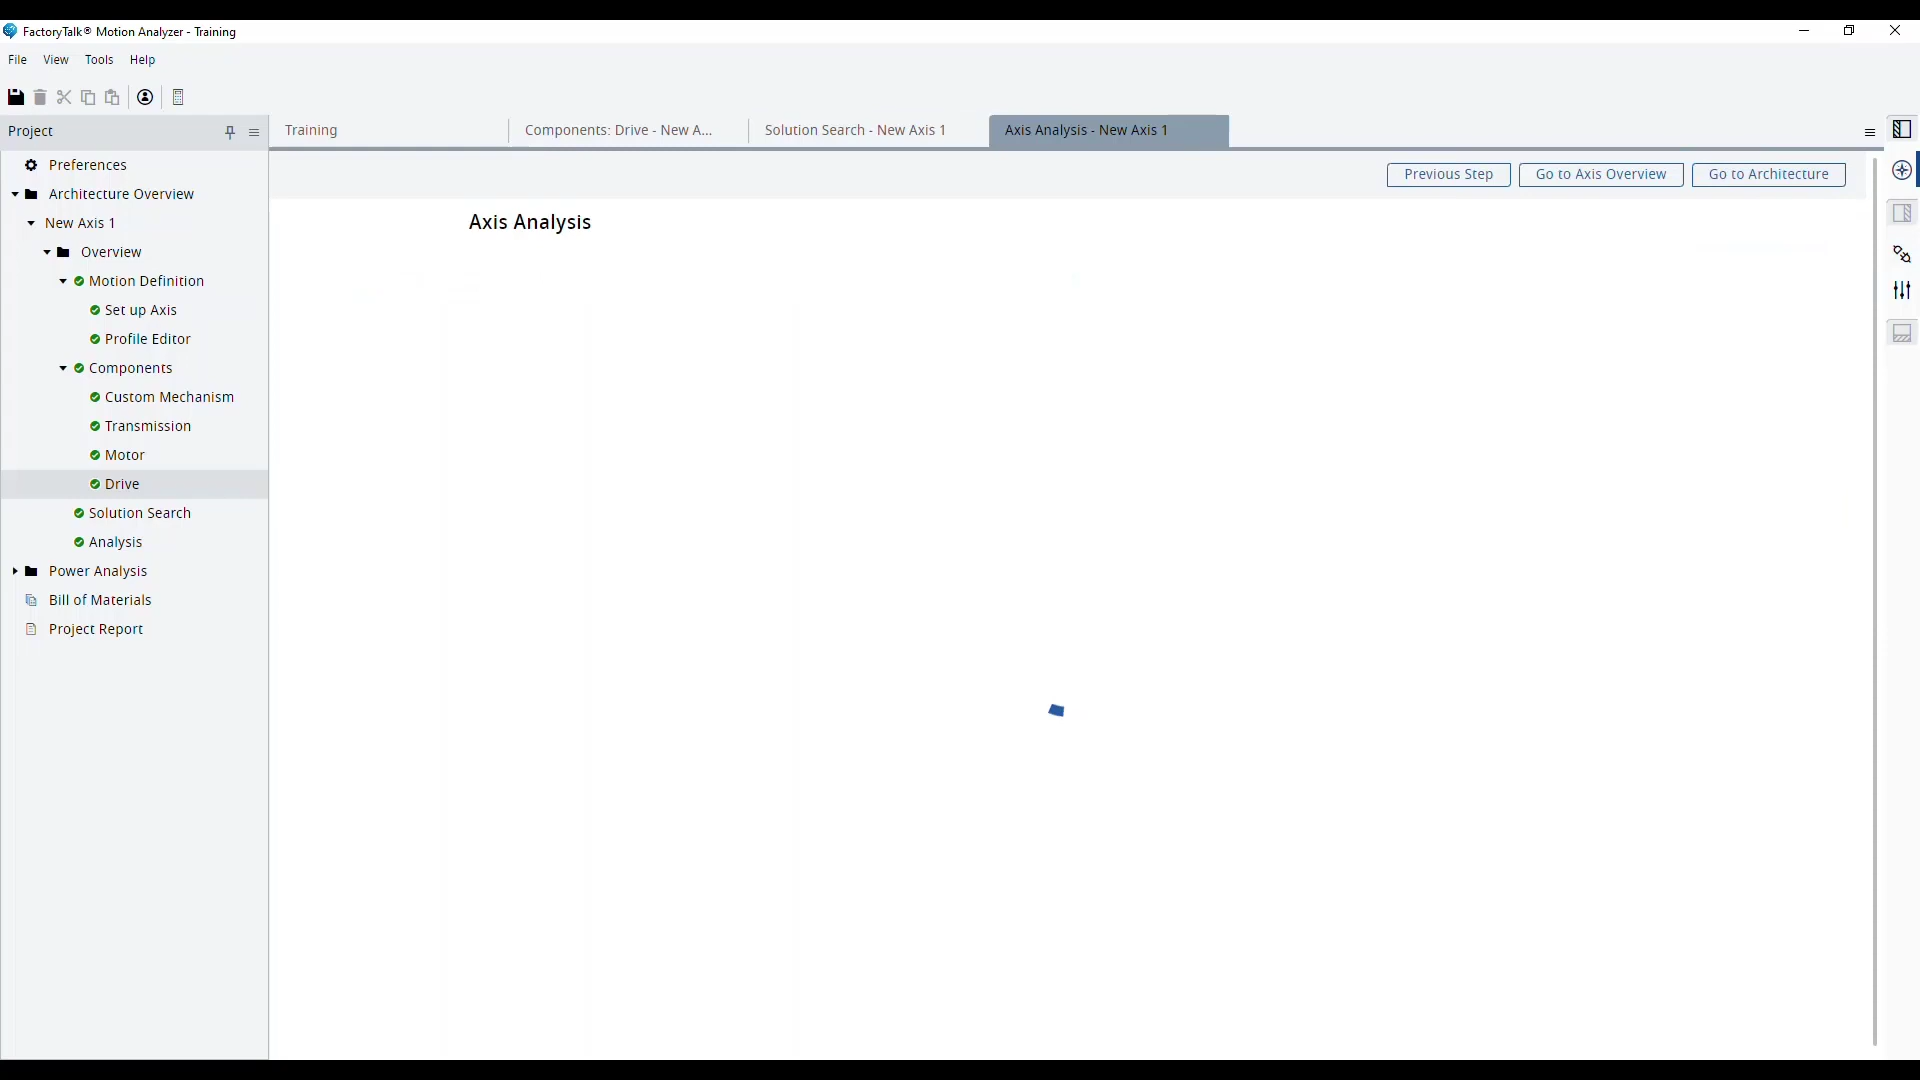 FactoryTalk® Motion Analyzer - Training
File View Tools Help
Project
Training
Components: Drive - New A...
Solution Search - New Axis 1
Axis Analysis - New Axis 1
Preferences
Architecture Overview
New Axis 1
Overview
Motion Definition
Set up Axis
Profile Editor
Components
Custom Mechanism
Transmission
Motor
Drive
Solution Search
Analysis
Power Analysis
Bill of Materials
Project Report
Previous Step
Go to Axis Overview
Go to Architecture
Axis Analysis